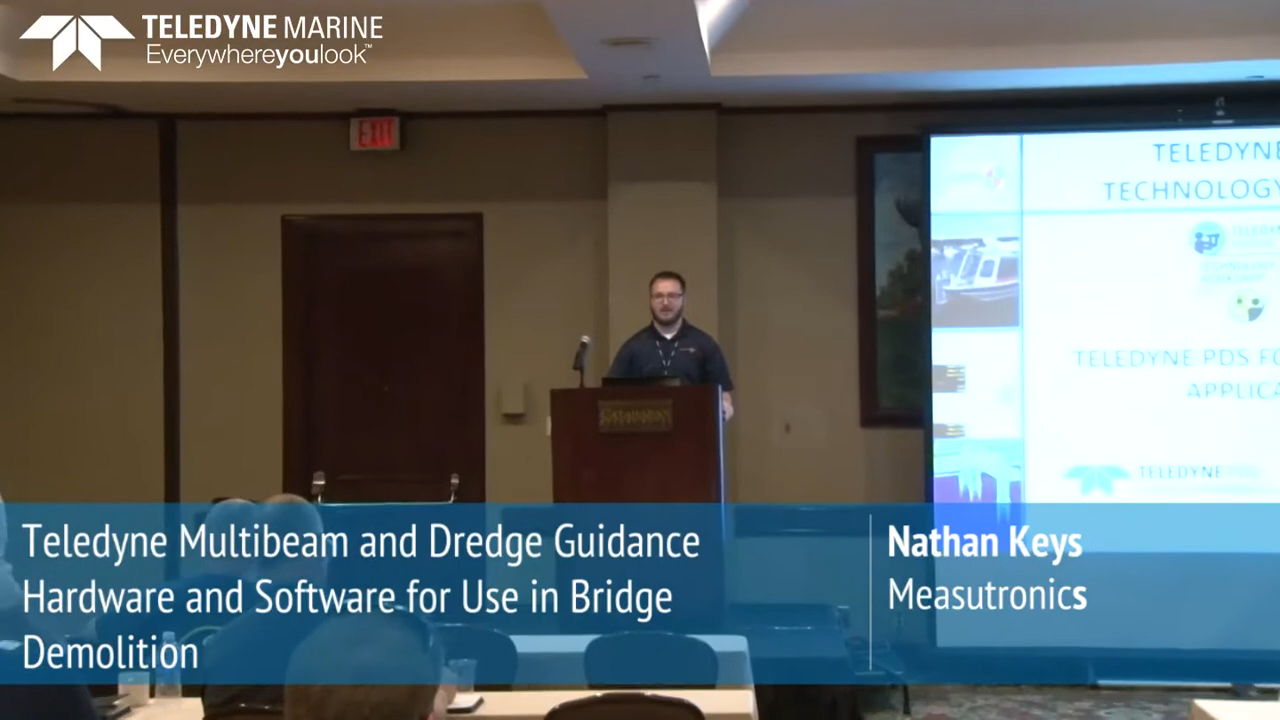 TELEDYNE MARINE
Everywhereyoulook™
EXIT
TELEDYNE
TECHNOLOGY
TELEDYNE PDS FO
APPLICA
TELEDYNE
Teledyne Multibeam and Dredge Guidance
Hardware and Software for Use in Bridge
Demolition
Nathan Keys
Measutronics